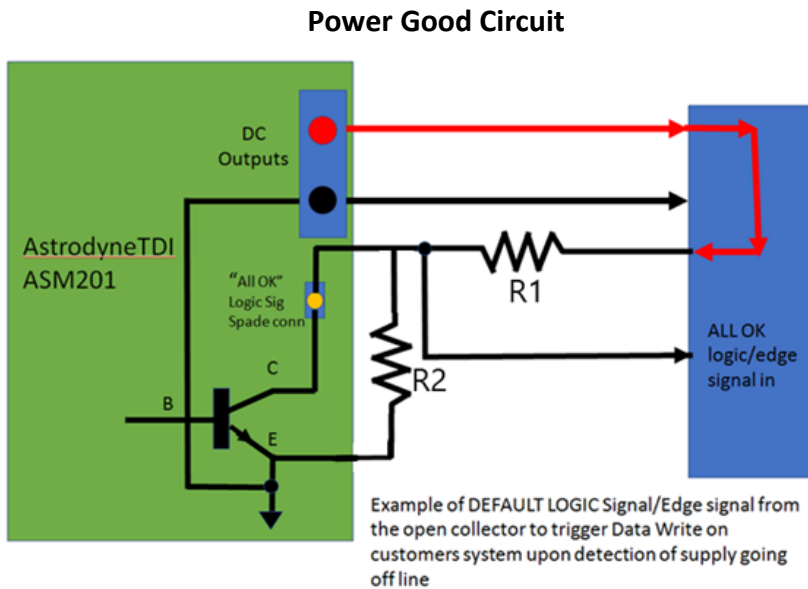 Power Good Circuit
DC
Outputs
AstrodyneTDI
ASM201
“All OK”
Logic Sig
Spade conn
R1
R2
C
B
E
ALL OK
logic/edge
signal in
Example of DEFAULT LOGIC Signal/Edge signal from
the open collector to trigger Data Write on
customers system upon detection of supply going
off line